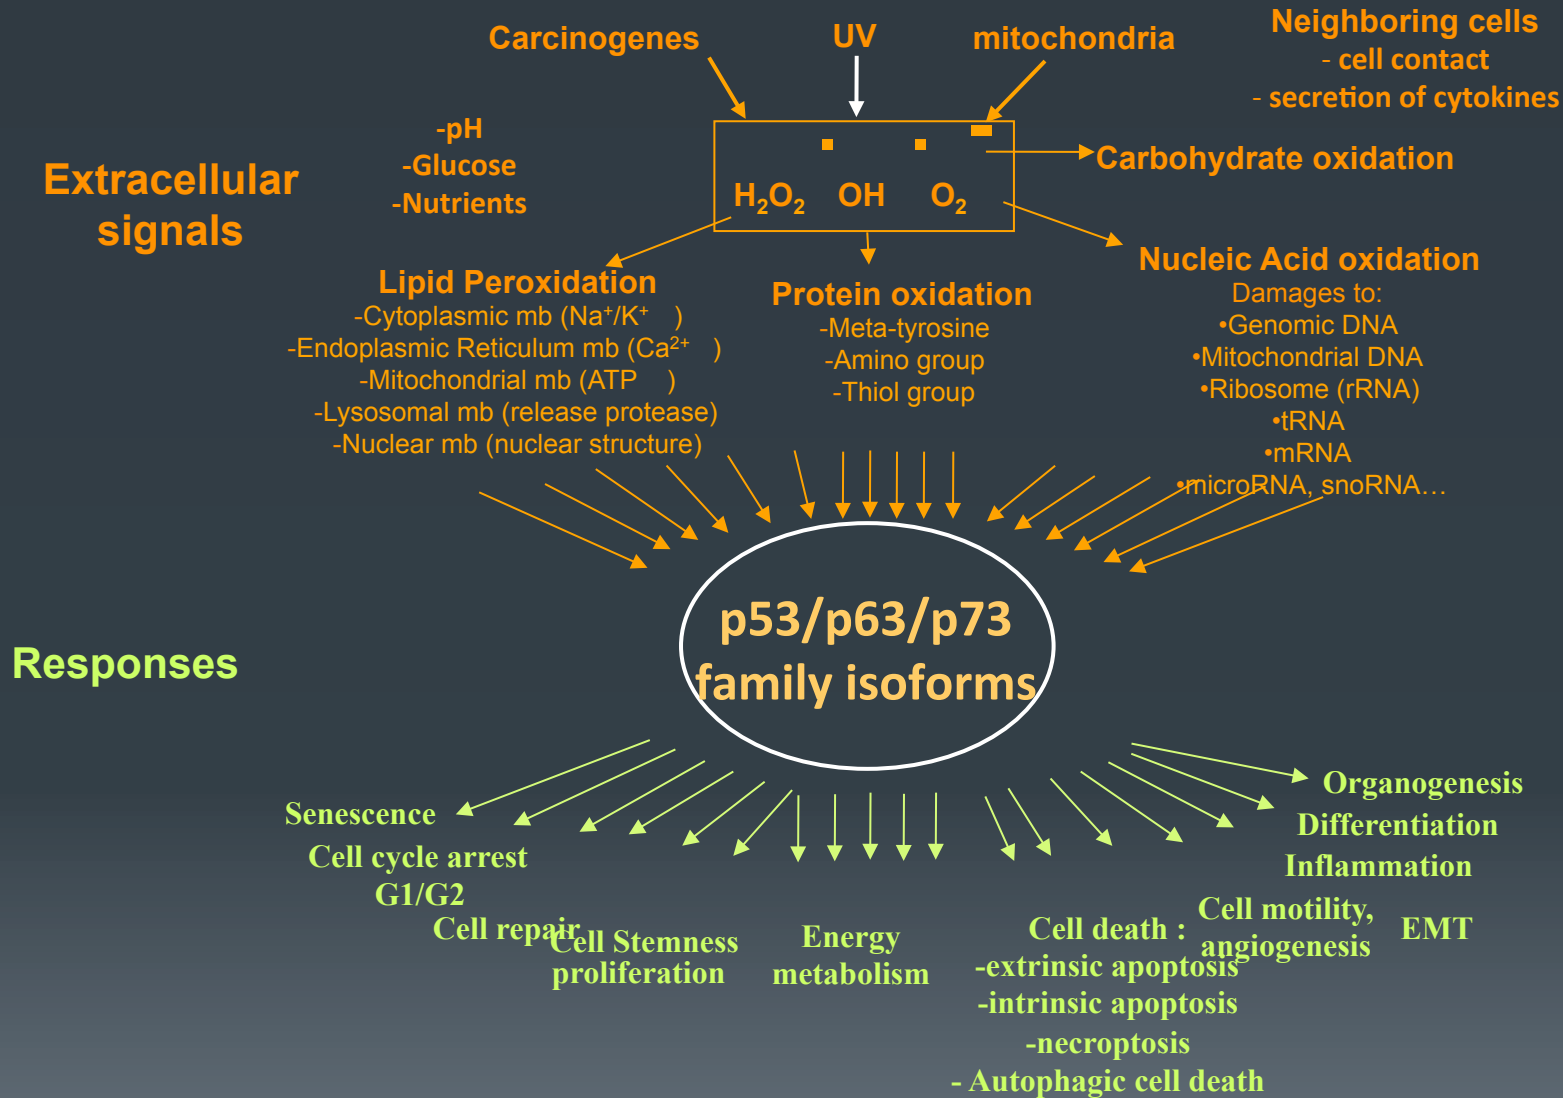 Carcinogenes
UV
mitochondria
Neighboring cells
- cell contact
- secretion of cytokines
-pH
-Glucose
-Nutrients
Extracellular
signals
H₂O₂ OH O₂
Carbohydrate oxidation
Lipid Peroxidation
-Cytoplasmic mb (Na⁺/K⁺ )
-Endoplasmic Reticulum mb (Ca²⁺ )
-Mitochondrial mb (ATP )
-Lysosomal mb (release protease)
-Nuclear mb (nuclear structure)
Protein oxidation
-Meta-tyrosine
-Amino group
-Thiol group
Nucleic Acid oxidation
Damages to:
•Genomic DNA
•Mitochondrial DNA
•Ribosome (rRNA)
•tRNA
•mRNA
•microRNA, snoRNA…
p53/p63/p73
family isoforms
Responses
Senescence
Cell cycle arrest
G1/G2
Cell repair
Cell Stemness
proliferation
Energy
metabolism
Cell death :
-extrinsic apoptosis
-intrinsic apoptosis
-necroptosis
- Autophagic cell death
Cell motility,
angiogenesis
EMT
Organogenesis
Differentiation
Inflammation